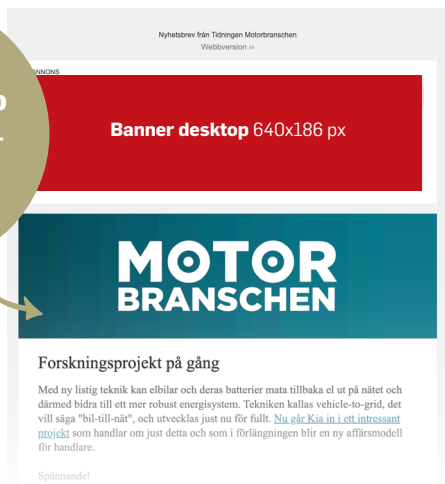 Nyhetsbrev från Tidningen Motorbranschen
Webbversion ››
Banner desktop 640x186 px
MOTOR
BRANSCHEN
Forskningsprojekt på gång
Med ny listig teknik kan elbilar och deras batterier mata tillbaka el ut på nätet och
därmed bidra till ett mer robust energisystem. Tekniken kallas vehicle-to-grid, det
vill säga "bil-till-nät", och utvecklas just nu för fullt. Nu går Kia in i ett intressant
projekt som handlar om just detta och som i förlängningen blir en ny affärsmodell
för handlare.
Spännande!